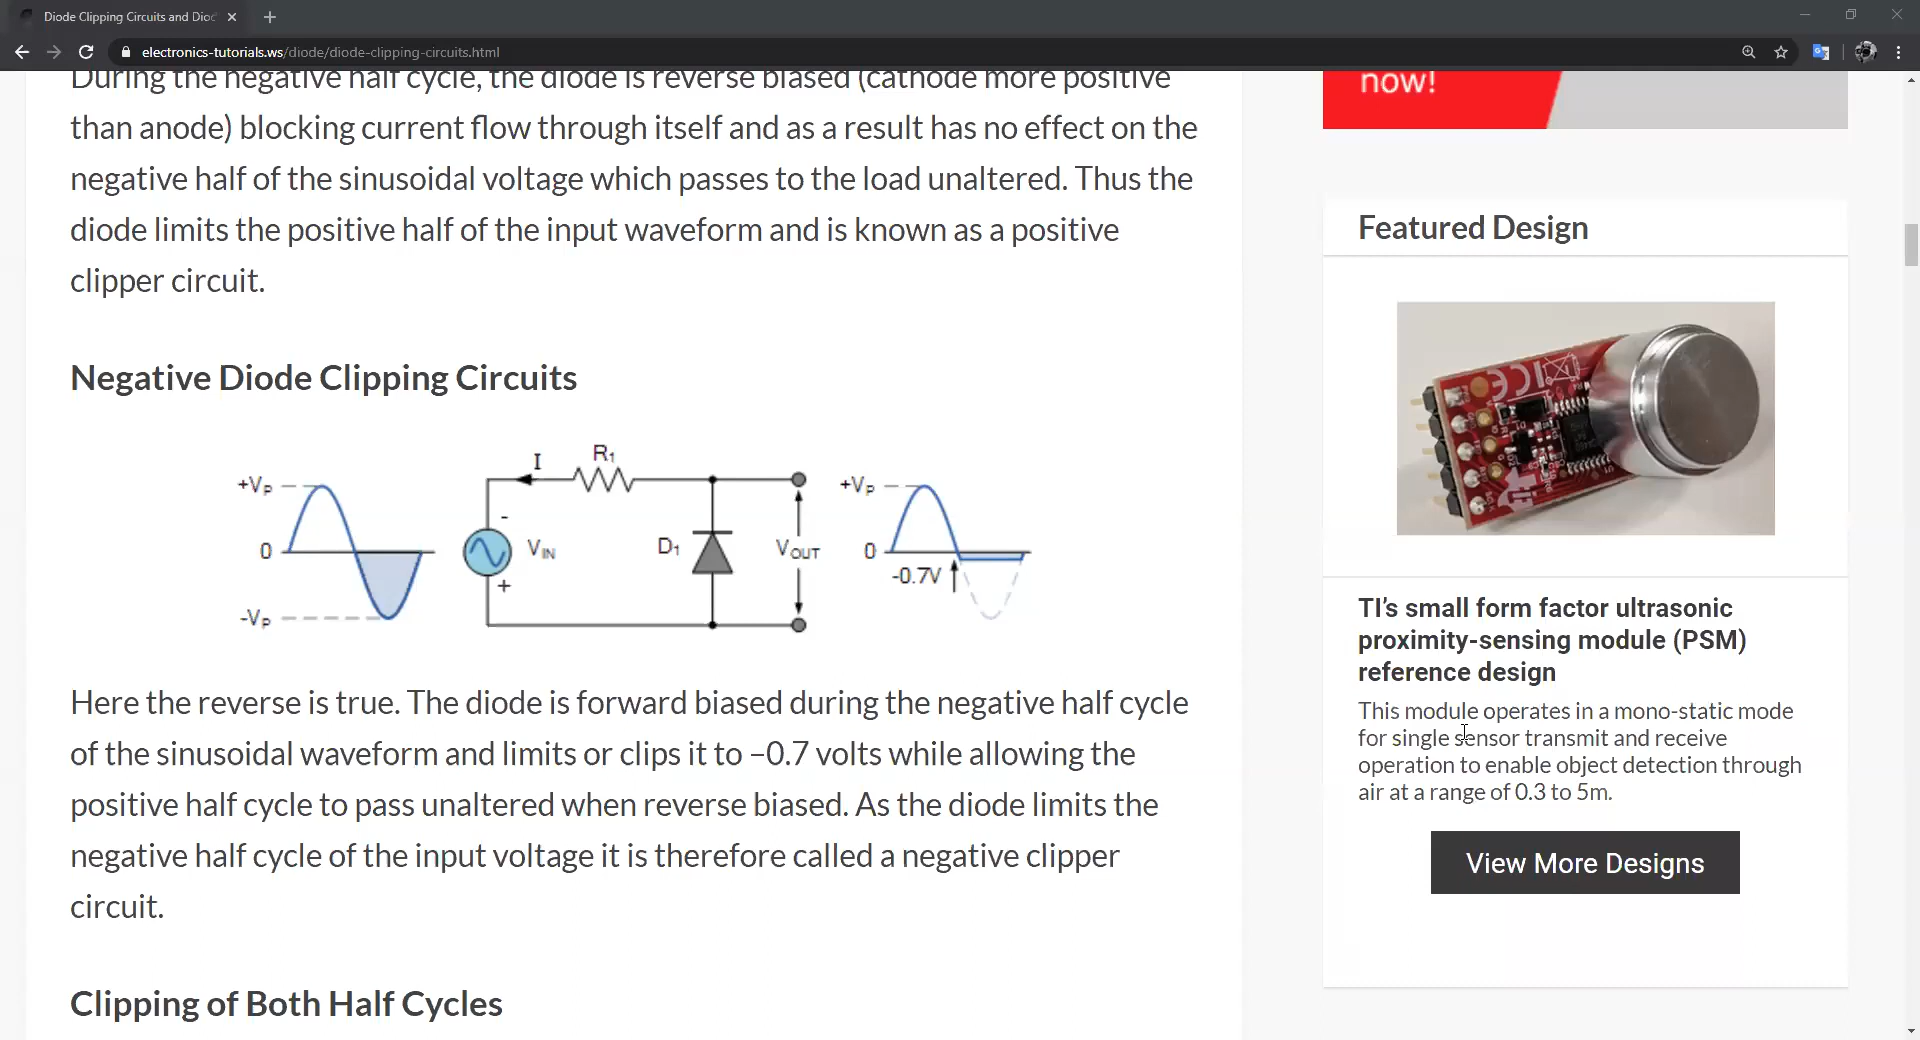 Diode Clipping Circuits and Dioc
electronics-tutorials.ws/diode/diode-clipping-circuits.html
During the negative half cycle, the diode is reverse biased (cathode more positive
than anode) blocking current flow through itself and as a result has no effect on the
negative half of the sinusoidal voltage which passes to the load unaltered. Thus the
diode limits the positive half of the input waveform and is known as a positive
clipper circuit.
Negative Diode Clipping Circuits
+VP
0
-VP
I
R1
-
VIN
+
D1
VOUT
+VP
0
-0.7V
Here the reverse is true. The diode is forward biased during the negative half cycle
of the sinusoidal waveform and limits or clips it to –0.7 volts while allowing the
positive half cycle to pass unaltered when reverse biased. As the diode limits the
negative half cycle of the input voltage it is therefore called a negative clipper
circuit.
Clipping of Both Half Cycles
now!
Featured Design
TI’s small form factor ultrasonic
proximity-sensing module (PSM)
reference design
This module operates in a mono-static mode
for single sensor transmit and receive
operation to enable object detection through
air at a range of 0.3 to 5m.
View More Designs